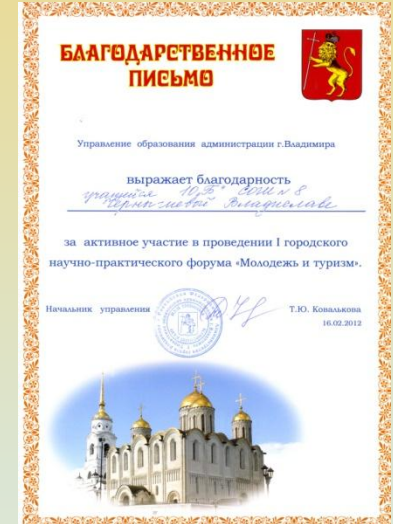 БЛАГОДАРСТВЕННОЕ
ПИСЬМО
Управление образования администрации г.Владимира
выражает благодарность
учащейся 10 „Б" СОШ № 8
Владиславе
за активное участие в проведении I городского
научно-практического форума «Молодежь и туризм».
Начальник управления
Т.Ю. Ковалькова
16.02.2012